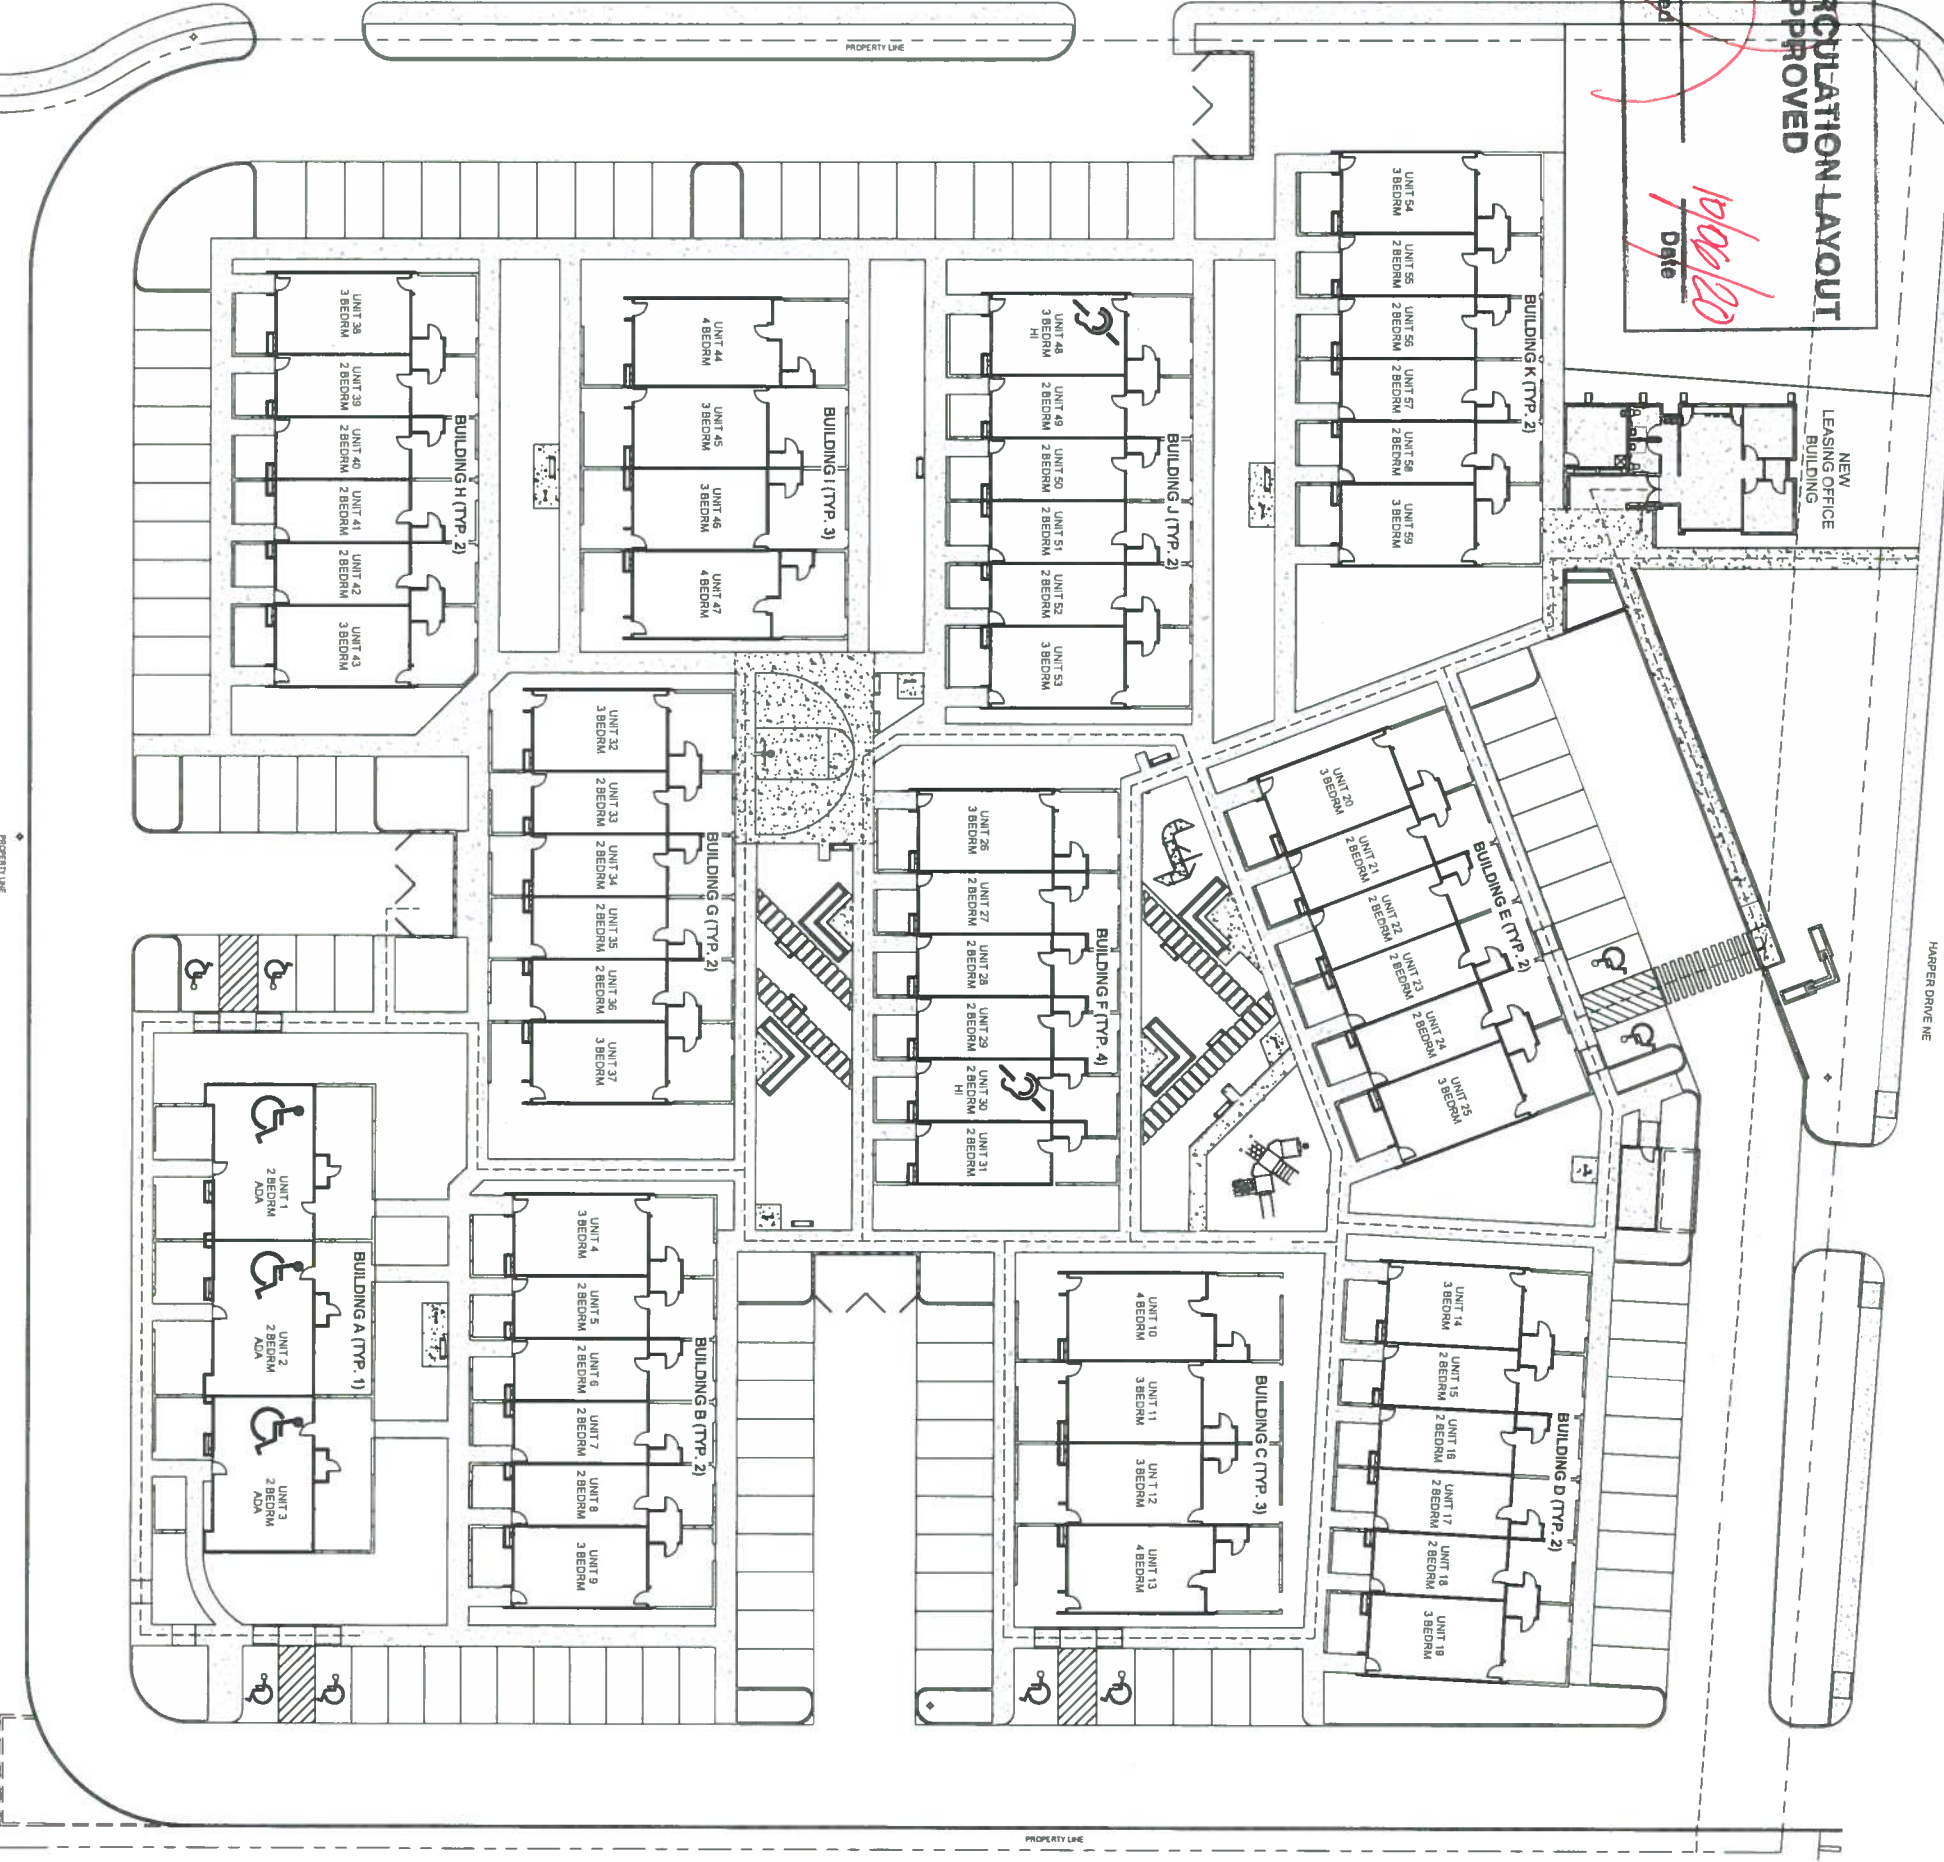 RCULATION LAYOUT
PPROVED
ed
10/06/20
Date
PROPERTY LINE
HARPER DRIVE NE
NEW
LEASING OFFICE
BUILDING
BUILDING K (TYP. 2)
UNIT 54
3 BEDRM
UNIT 55
2 BEDRM
UNIT 56
2 BEDRM
UNIT 57
2 BEDRM
UNIT 58
2 BEDRM
UNIT 59
3 BEDRM
BUILDING J (TYP. 2)
UNIT 48
3 BEDRM
HI
UNIT 49
2 BEDRM
UNIT 50
2 BEDRM
UNIT 51
2 BEDRM
UNIT 52
2 BEDRM
UNIT 53
3 BEDRM
BUILDING I (TYP. 3)
UNIT 44
4 BEDRM
UNIT 45
3 BEDRM
UNIT 46
3 BEDRM
UNIT 47
4 BEDRM
BUILDING H (TYP. 2)
UNIT 38
3 BEDRM
UNIT 39
2 BEDRM
UNIT 40
2 BEDRM
UNIT 41
2 BEDRM
UNIT 42
2 BEDRM
UNIT 43
3 BEDRM
BUILDING E (TYP. 2)
UNIT 20
3 BEDRM
UNIT 21
2 BEDRM
UNIT 22
2 BEDRM
UNIT 23
2 BEDRM
UNIT 24
2 BEDRM
UNIT 25
3 BEDRM
BUILDING F (TYP. 4)
UNIT 26
3 BEDRM
UNIT 27
2 BEDRM
UNIT 28
2 BEDRM
UNIT 29
2 BEDRM
UNIT 30
2 BEDRM
HI
UNIT 31
2 BEDRM
BUILDING G (TYP. 2)
UNIT 32
3 BEDRM
UNIT 33
2 BEDRM
UNIT 34
2 BEDRM
UNIT 35
2 BEDRM
UNIT 36
2 BEDRM
UNIT 37
3 BEDRM
PROPERTY LINE
BUILDING D (TYP. 2)
UNIT 14
3 BEDRM
UNIT 15
2 BEDRM
UNIT 16
2 BEDRM
UNIT 17
2 BEDRM
UNIT 18
2 BEDRM
UNIT 19
3 BEDRM
BUILDING C (TYP. 3)
UNIT 10
4 BEDRM
UNIT 11
3 BEDRM
UNIT 12
3 BEDRM
UNIT 13
4 BEDRM
BUILDING B (TYP. 2)
UNIT 4
3 BEDRM
UNIT 5
2 BEDRM
UNIT 6
2 BEDRM
UNIT 7
2 BEDRM
UNIT 8
2 BEDRM
UNIT 9
3 BEDRM
BUILDING A (TYP. 1)
UNIT 1
2 BEDRM
ADA
UNIT 2
2 BEDRM
ADA
UNIT 3
2 BEDRM
ADA
PROPERTY LINE